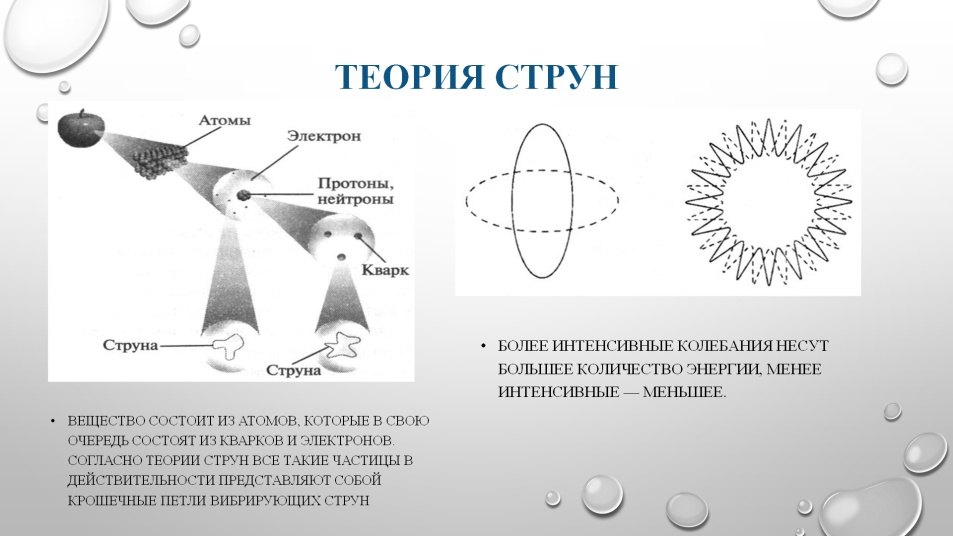 ТЕОРИЯ СТРУН
Атомы
Электрон
Протоны,
нейтроны
Кварк
Струна
Струна
• БОЛЕЕ ИНТЕНСИВНЫЕ КОЛЕБАНИЯ НЕСУТ
БОЛЬШЕЕ КОЛИЧЕСТВО ЭНЕРГИИ, МЕНЕЕ
ИНТЕНСИВНЫЕ — МЕНЬШЕЕ.
• ВЕЩЕСТВО СОСТОИТ ИЗ АТОМОВ, КОТОРЫЕ В СВОЮ
ОЧЕРЕДЬ СОСТОЯТ ИЗ КВАРКОВ И ЭЛЕКТРОНОВ.
СОГЛАСНО ТЕОРИИ СТРУН ВСЕ ТАКИЕ ЧАСТИЦЫ В
ДЕЙСТВИТЕЛЬНОСТИ ПРЕДСТАВЛЯЮТ СОБОЙ
КРОШЕЧНЫЕ ПЕТЛИ ВИБРИРУЮЩИХ СТРУН